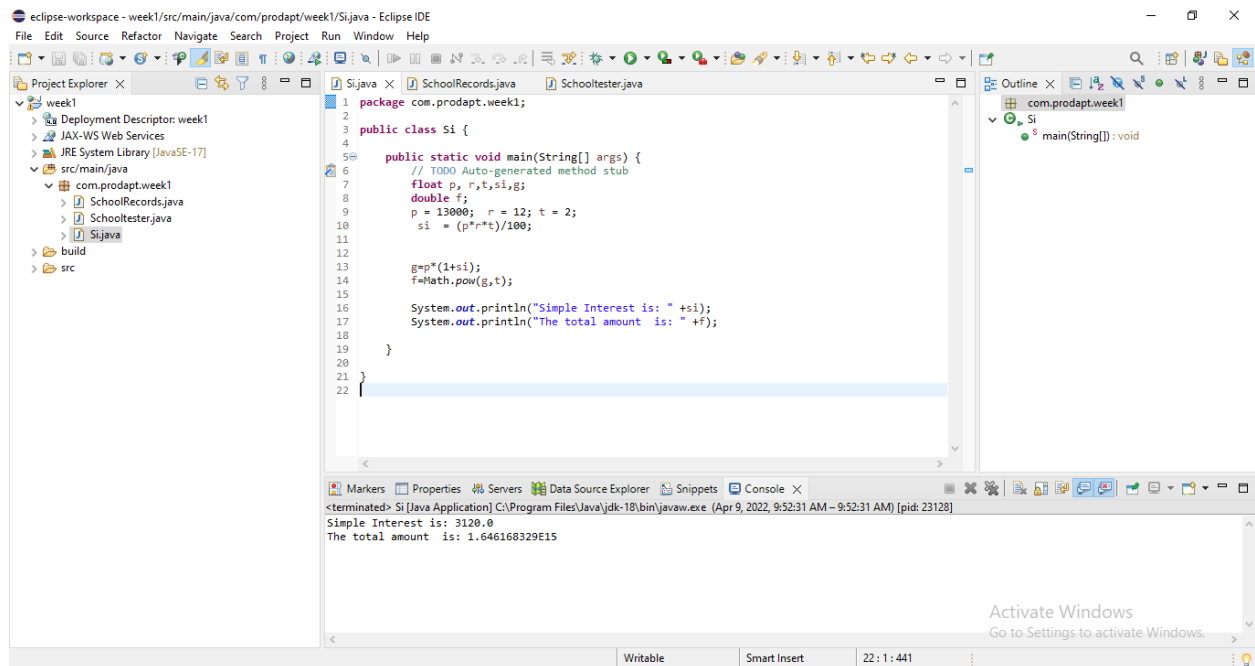 eclipse-workspace - week1/src/main/java/com/prodapt/week1/Si.java - Eclipse IDE
File Edit Source Refactor Navigate Search Project Run Window Help
Project Explorer
week1
Deployment Descriptor: week1
JAX-WS Web Services
JRE System Library [JavaSE-17]
src/main/java
com.prodapt.week1
SchoolRecords.java
Schooltester.java
Si.java
build
src
Si.java SchoolRecords.java Schooltester.java
1 package com.prodapt.week1;
2
3 public class Si {
4
5 public static void main(String[] args) {
6 // TODO Auto-generated method stub
7 float p, r,t,si,g;
8 double f;
9 p = 13000; r = 12; t = 2;
10 si = (p*r*t)/100;
11
12
13 g=p*(1+si);
14 f=Math.pow(g,t);
15
16 System.out.println("Simple Interest is: " +si);
17 System.out.println("The total amount  is: " +f);
18
19 }
20
21 }
22
Outline
com.prodapt.week1
Si
main(String[]) : void
Markers Properties Servers Data Source Explorer Snippets Console
<terminated> Si [Java Application] C:\Program Files\Java\jdk-18\bin\javaw.exe (Apr 9, 2022, 9:52:31 AM – 9:52:31 AM) [pid: 23128]
Simple Interest is: 3120.0
The total amount  is: 1.646168329E15
Activate Windows
Go to Settings to activate Windows.
Writable Smart Insert 22 : 1 : 441